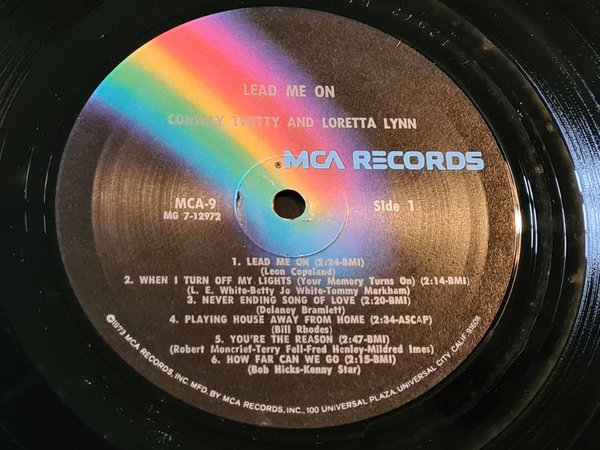 LEAD ME ON
CONWAY TWITTY AND LORETTA LYNN
® MCA RECORDS
MCA-9
MG 7-12972
Side 1
1. LEAD ME ON (2:24-BMI)
(Leon Copeland)
2. WHEN I TURN OFF MY LIGHTS (Your Memory Turns On) (2:14-BMI)
(L. E. White-Betty Jo White-Tommy Markham)
3. NEVER ENDING SONG OF LOVE (2:20-BMI)
(Delaney Bramlett)
4. PLAYING HOUSE AWAY FROM HOME (2:34-ASCAP)
(Bill Rhodes)
5. YOU'RE THE REASON (2:47-BMI)
(Robert Moncrief-Terry Fell-Fred Henley-Mildred Imes)
6. HOW FAR CAN WE GO (2:15-BMI)
(Bob Hicks-Kenny Star)
©1973 MCA RECORDS, INC. MFD. BY MCA RECORDS, INC., 100 UNIVERSAL PLAZA, UNIVERSAL CITY, CALIF. 91608